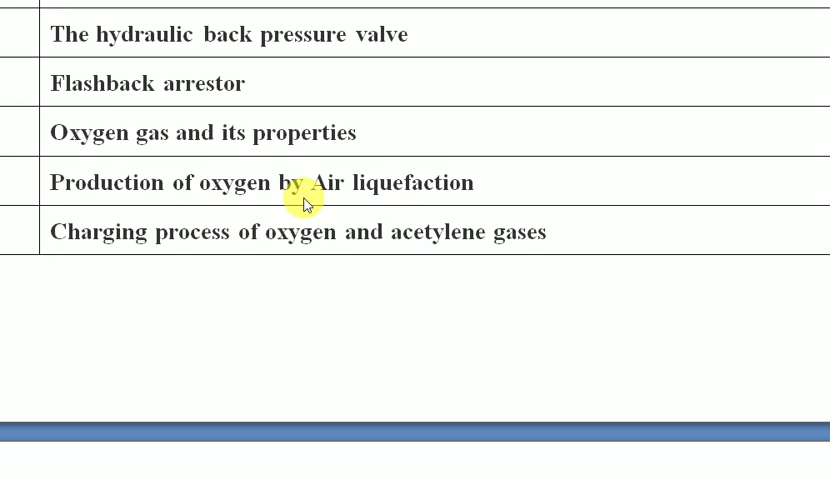 The hydraulic back pressure valve
Flashback arrestor
Oxygen gas and its properties
Production of oxygen by Air liquefaction
Charging process of oxygen and acetylene gases